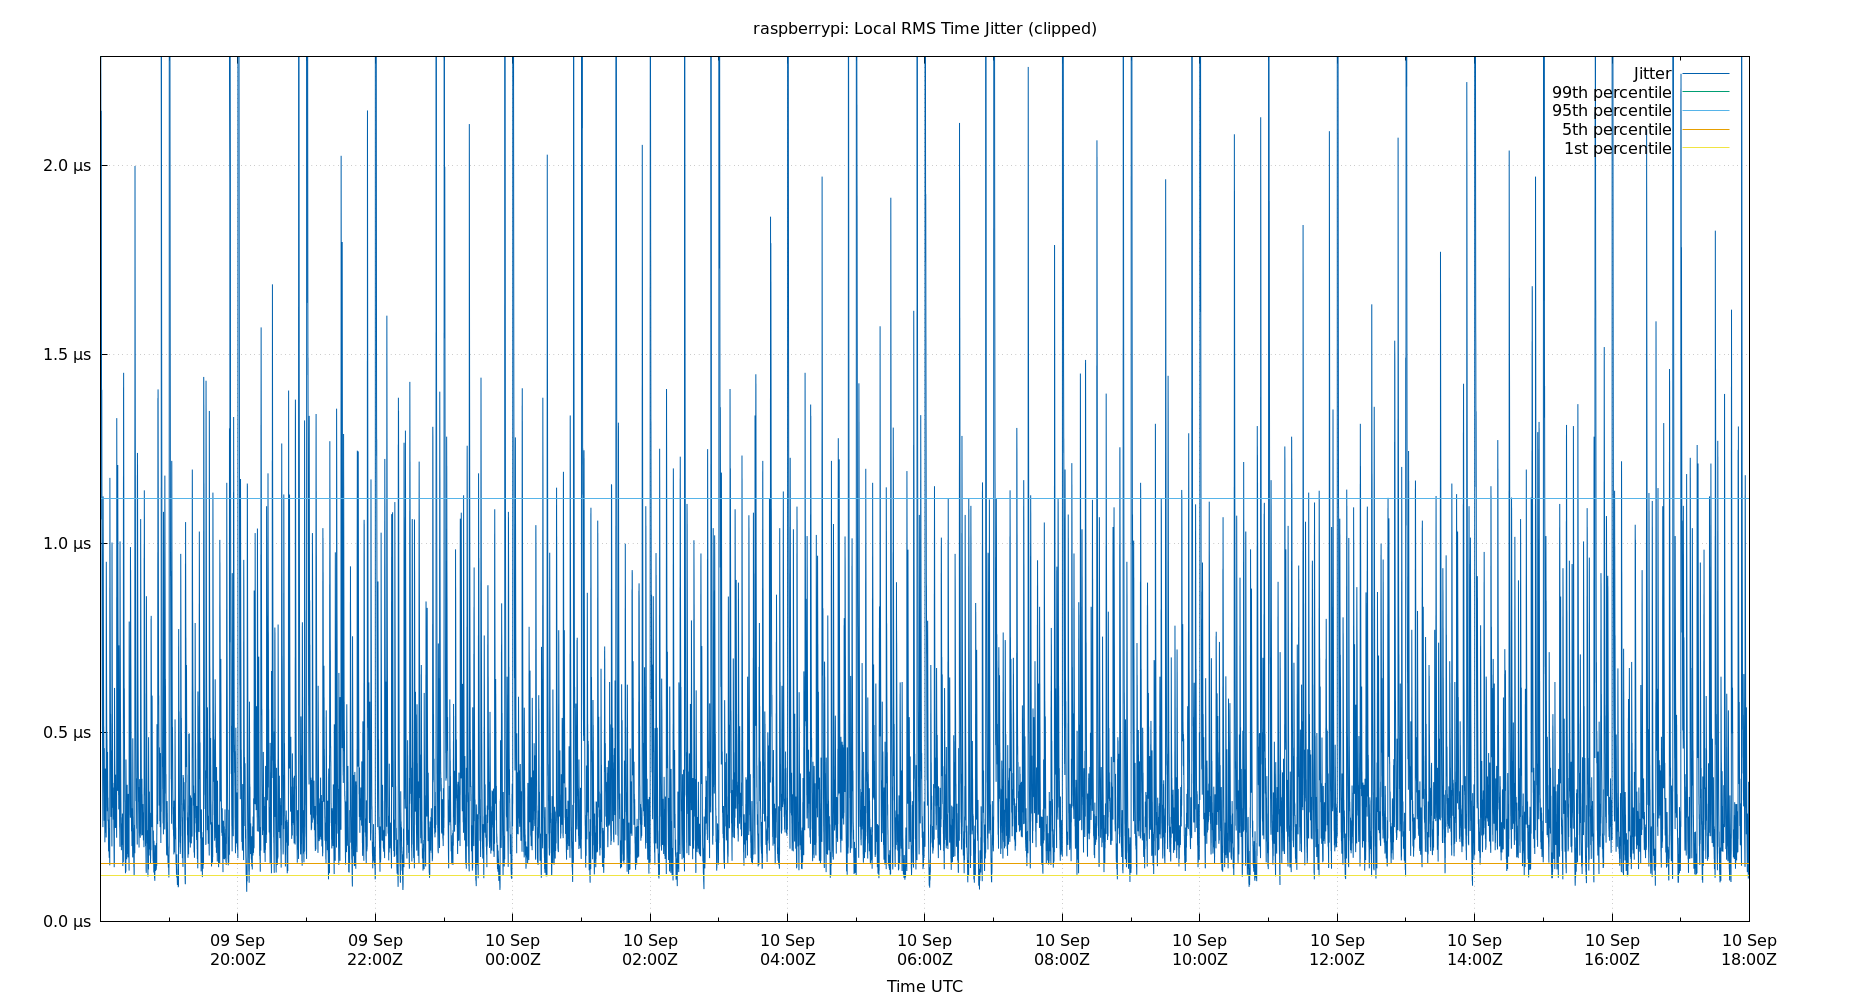 raspberrypi: Local RMS Time Jitter (clipped)
Jitter
99th percentile
95th percentile
5th percentile
1st percentile
2.0 µs
1.5 µs
1.0 µs
0.5 µs
0.0 µs
09 Sep 09 Sep 10 Sep 10 Sep 10 Sep 10 Sep 10 Sep 10 Sep 10 Sep 10 Sep 10 Sep 10 Sep
20:00Z 22:00Z 00:00Z 02:00Z 04:00Z 06:00Z 08:00Z 10:00Z 12:00Z 14:00Z 16:00Z 18:00Z
Time UTC